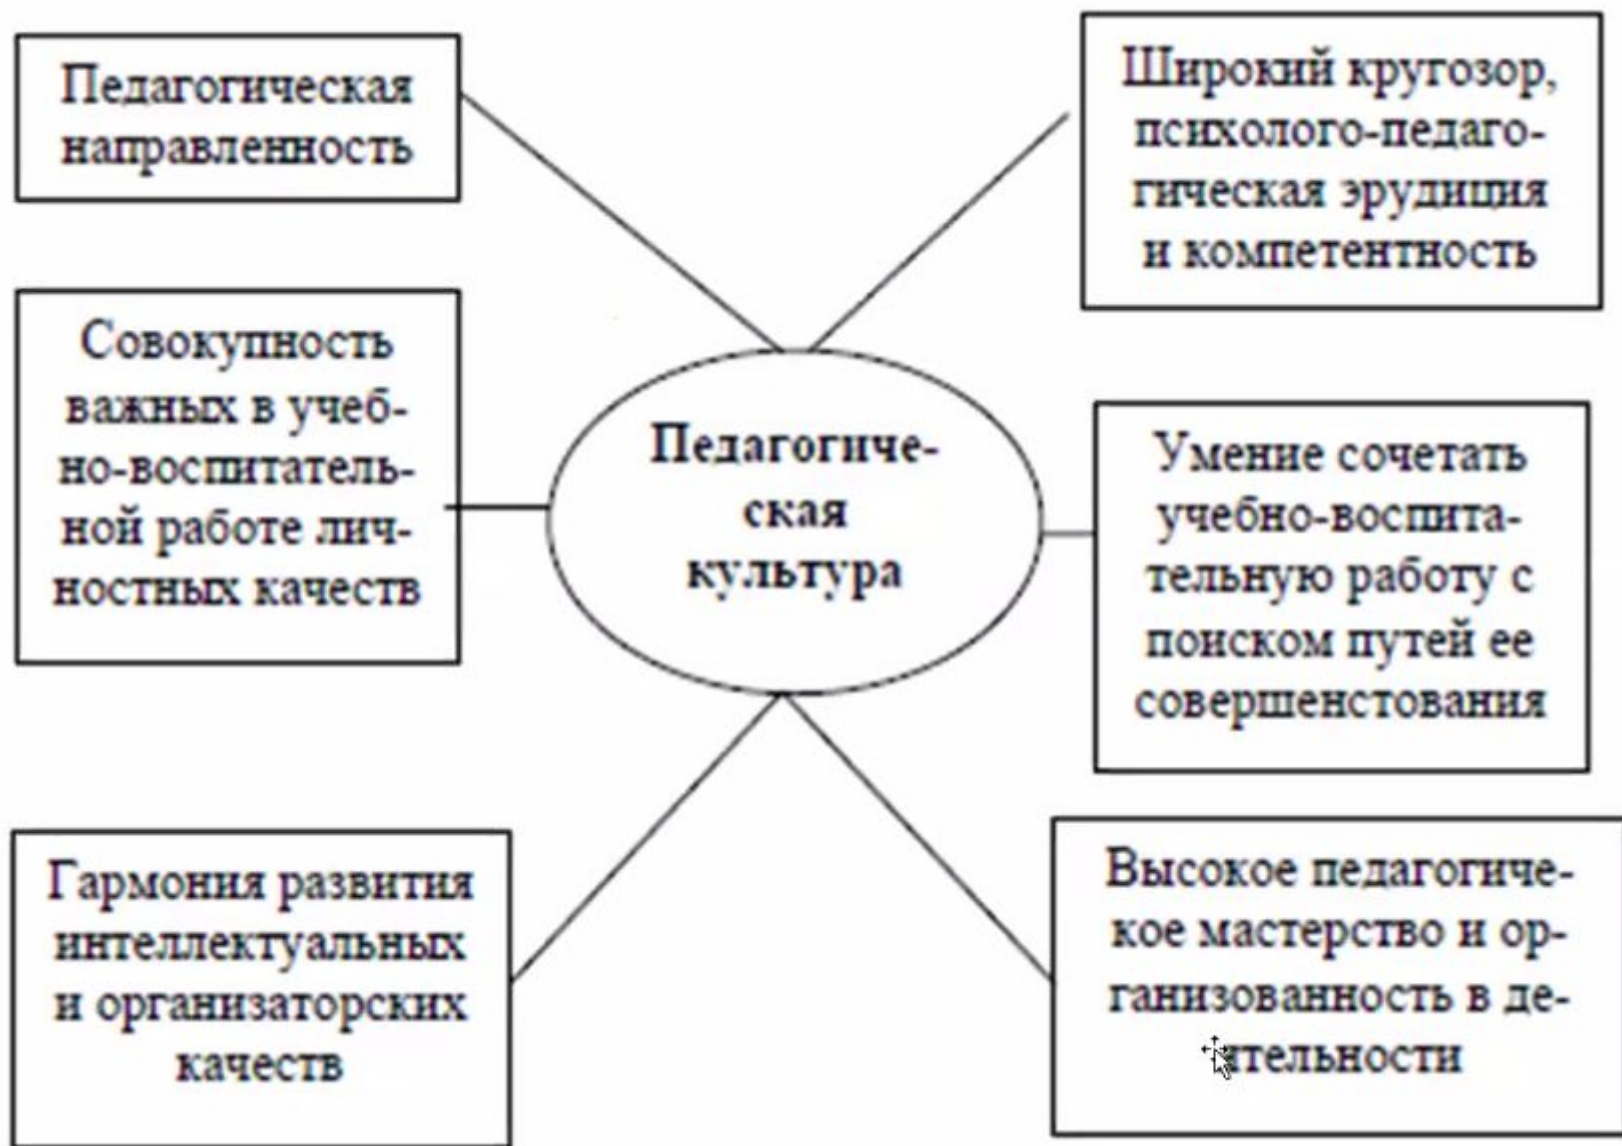 Педагогическая
направленность
Широкий кругозор,
психолого-педаго-
гическая эрудиция
и компетентность
Совокупность
важных в учеб-
но-воспитатель-
ной работе лич-
ностных качеств
Педагогиче-
ская
культура
Умение сочетать
учебно-воспита-
тельную работу с
поиском путей ее
совершенстования
Гармония развития
интеллектуальных
и организаторских
качеств
Высокое педагогиче-
кое мастерство и ор-
ганизованность в де-
ятельности